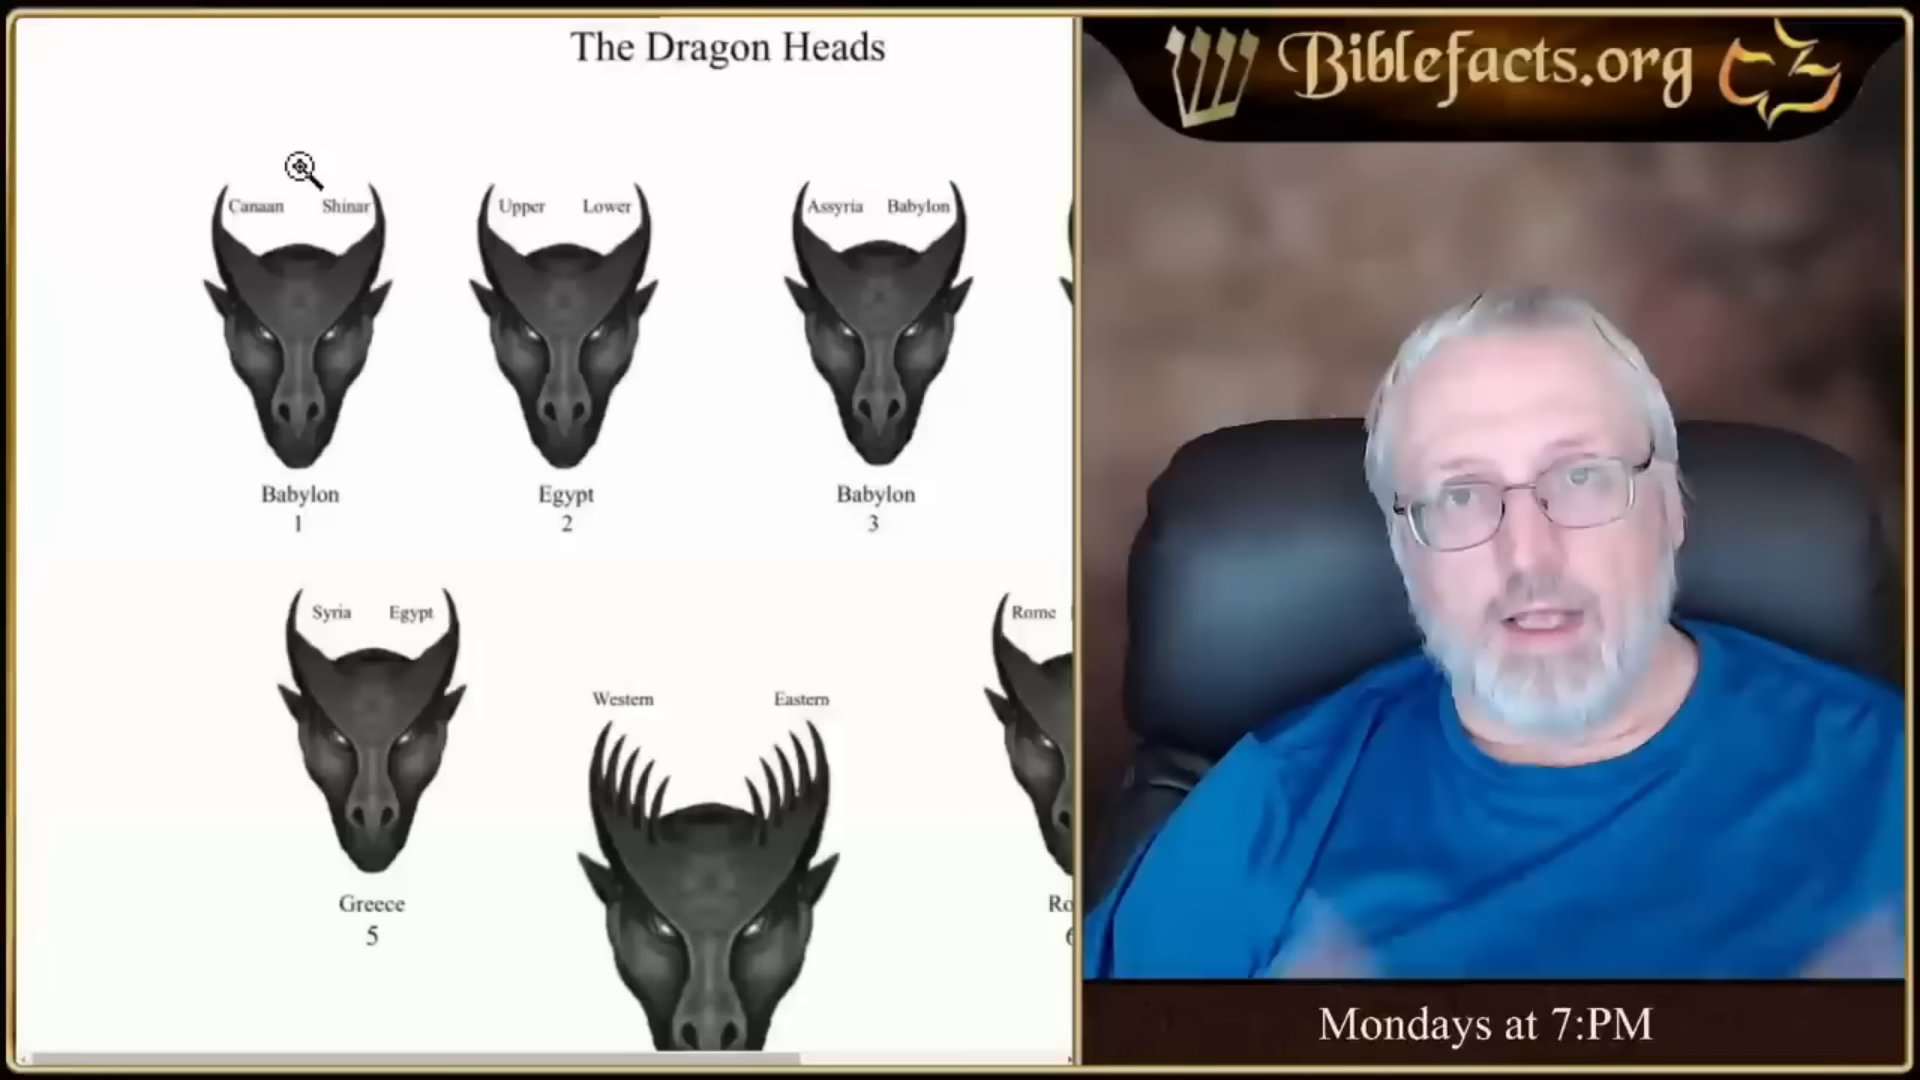 The Dragon Heads
Biblefacts.org
Canaan Shinar
Upper Lower
Assyria Babylon
Babylon
1
Egypt
2
Babylon
3
Syria Egypt
Rome
Western Eastern
Greece
5
Mondays at 7:PM